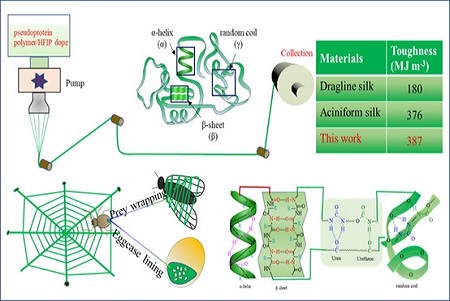 pseudoprotein
polymer/HFIP dope
Pump
α-helix
(α)
random coil
(γ)
β-sheet
(β)
Collection
Materials Toughness
(MJ m-3)
Dragline silk 180
Aciniform silk 376
This work 387
Prey wrapping
Eggcase lining
α-helix
β-sheet
Urea
Urethane
random coil